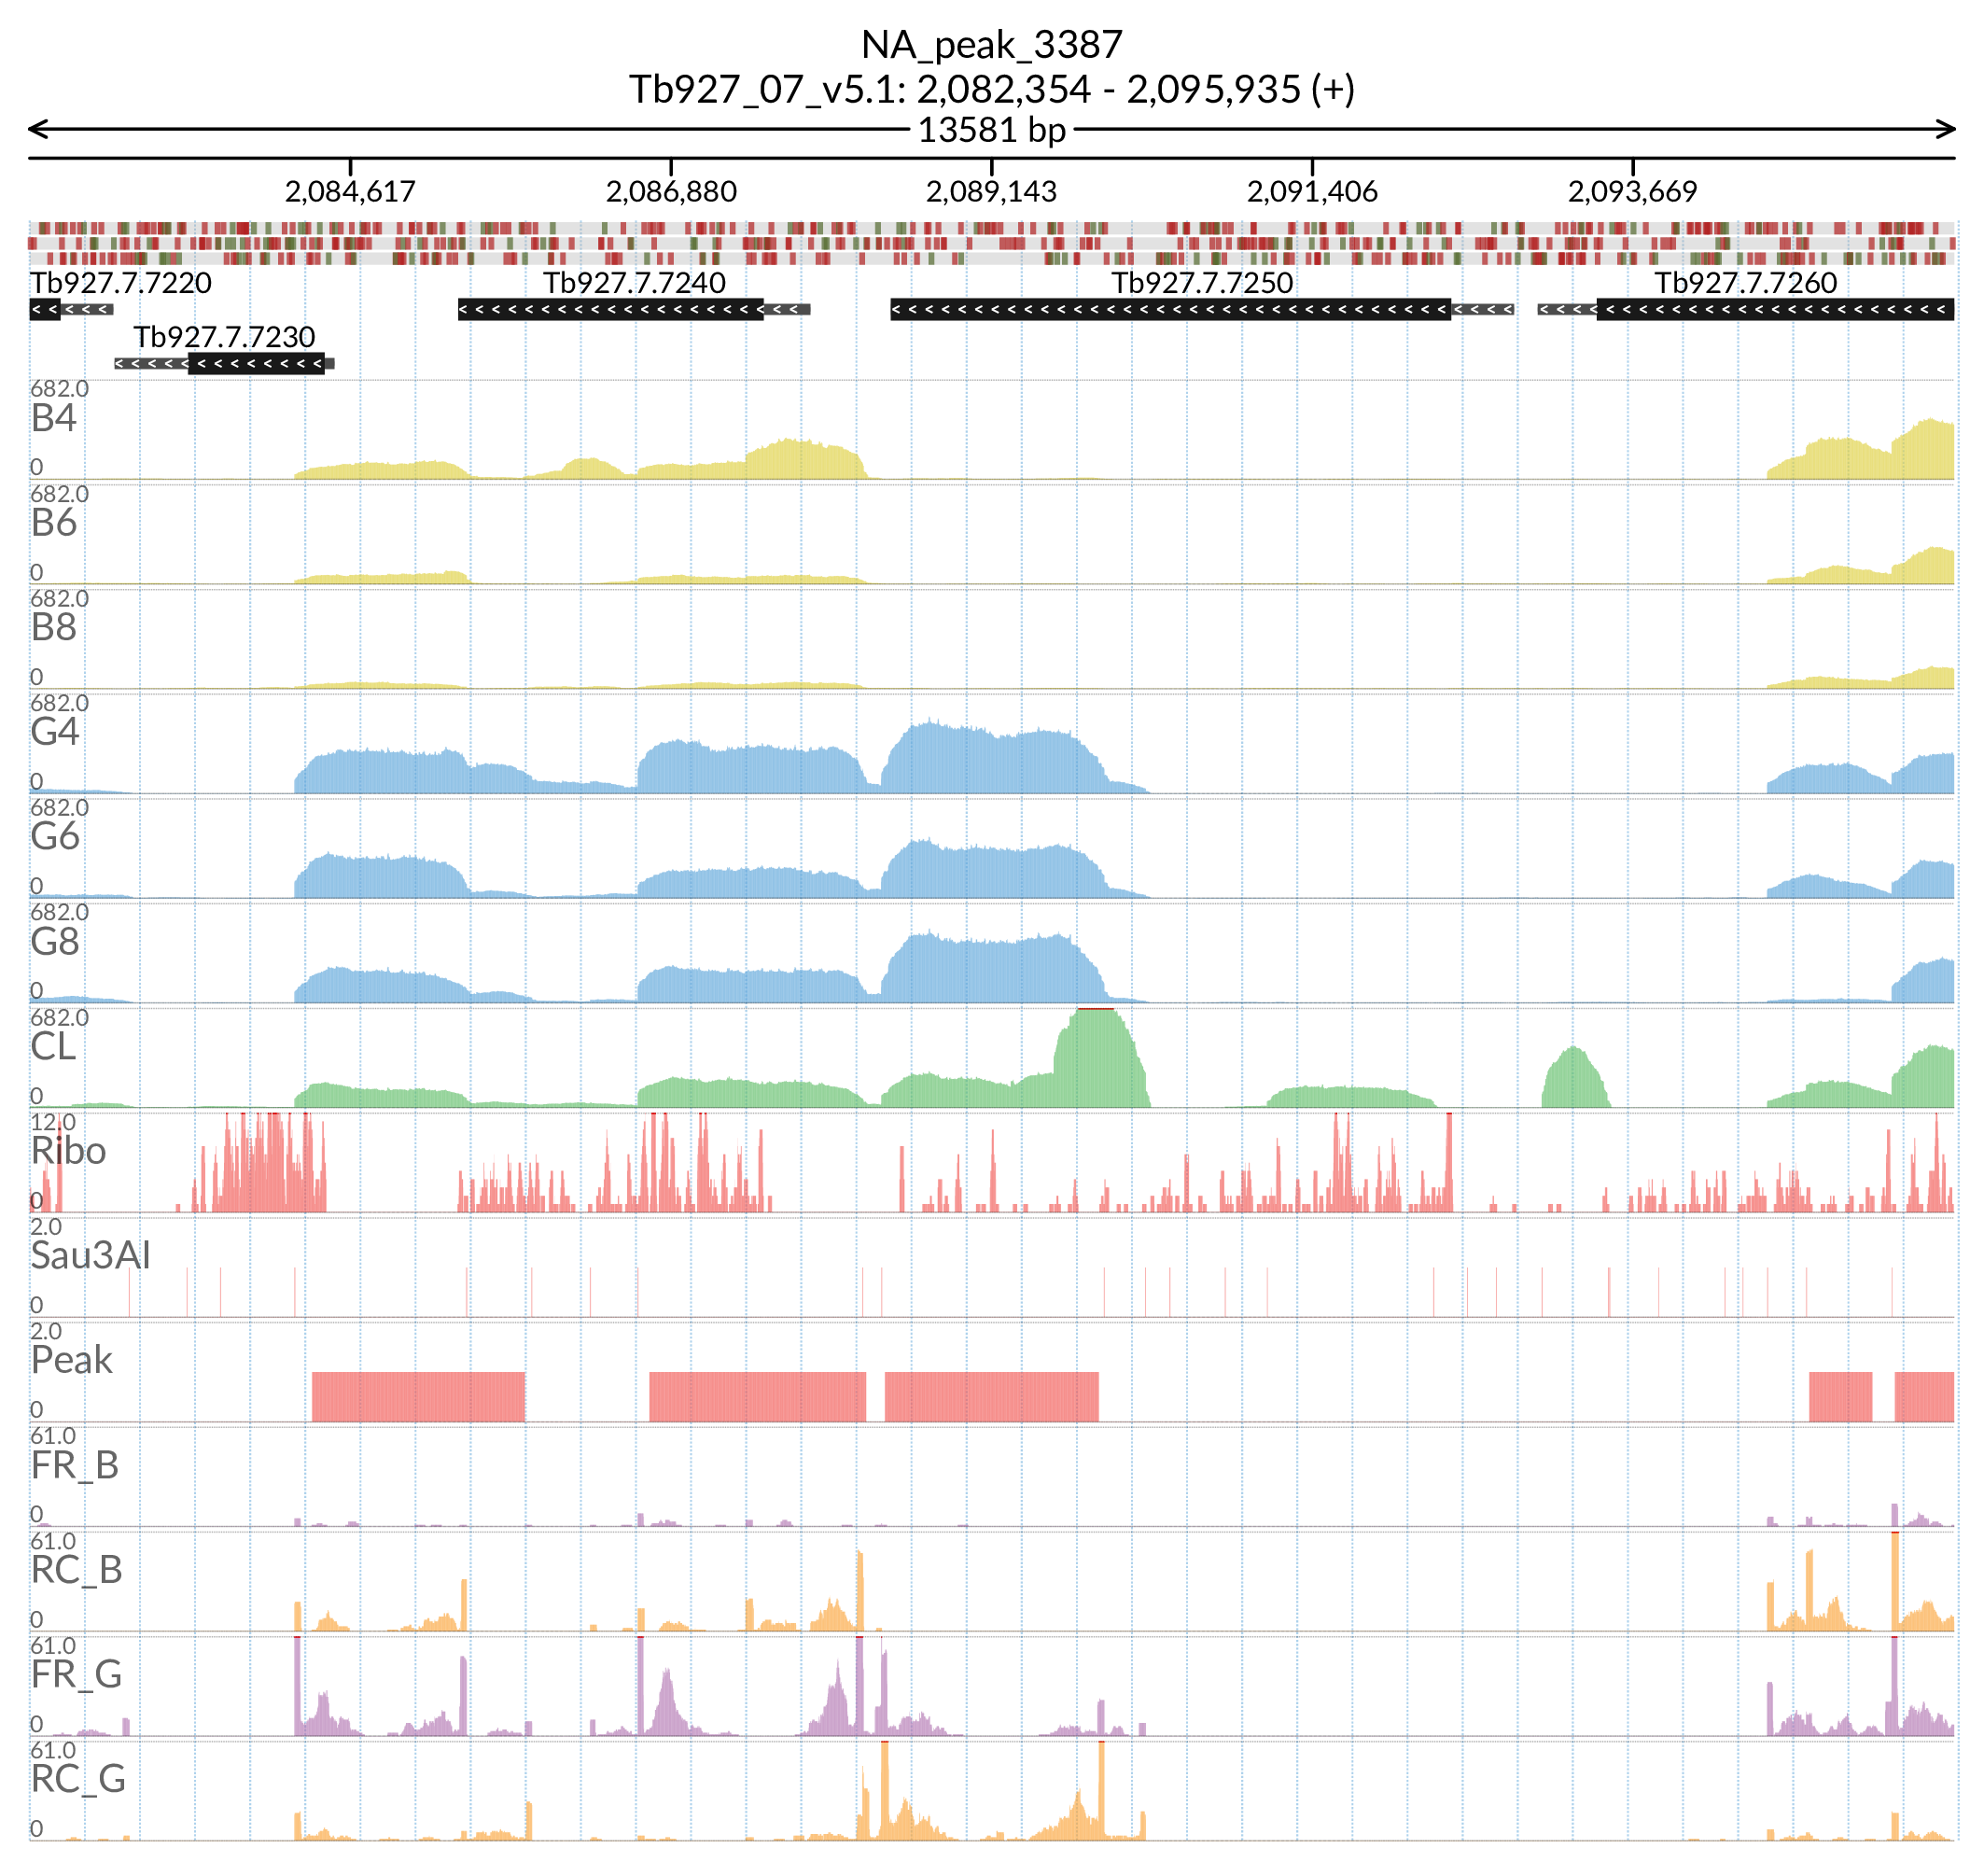 NA_peak_3387
Tb927_07_v5.1: 2,082,354 - 2,095,935 (+)
13581 bp
2,084,617 2,086,880 2,089,143 2,091,406 2,093,669
Tb927.7.7220 Tb927.7.7240 Tb927.7.7250 Tb927.7.7260
Tb927.7.7230
682.0
B4
0
682.0
B6
0
682.0
B8
0
682.0
G4
0
682.0
G6
0
682.0
G8
0
682.0
CL
0
12.0
Ribo
0
2.0
Sau3AI
0
2.0
Peak
0
61.0
FR_B
0
61.0
RC_B
0
61.0
FR_G
0
61.0
RC_G
0